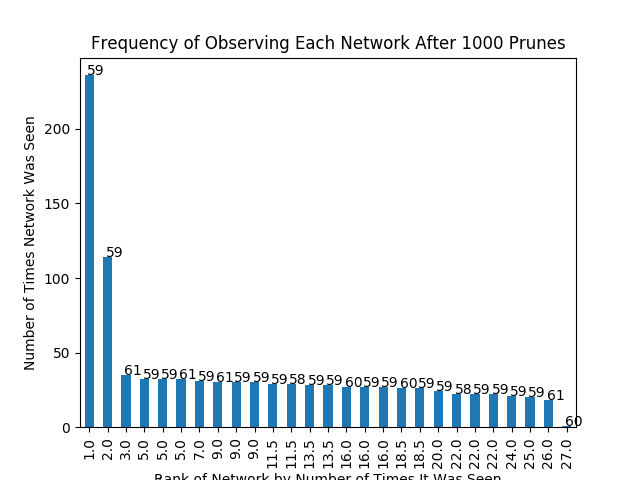 Frequency of Observing Each Network After 1000 Prunes
Number of Times Network Was Seen
200
150
100
50
0
59
59
61 59 59 61 59 61 59 59 59 58 59 59 60 59 59 60 59 59 58 59 59 59 59 61
60
1.0 2.0 3.0 5.0 5.0 5.0 7.0 9.0 9.0 9.0 11.5 11.5 13.5 13.5 16.0 16.0 16.0 18.5 18.5 20.0 22.0 22.0 22.0 24.0 25.0 26.0 27.0
Rank of Network by Number of Times It Was Seen